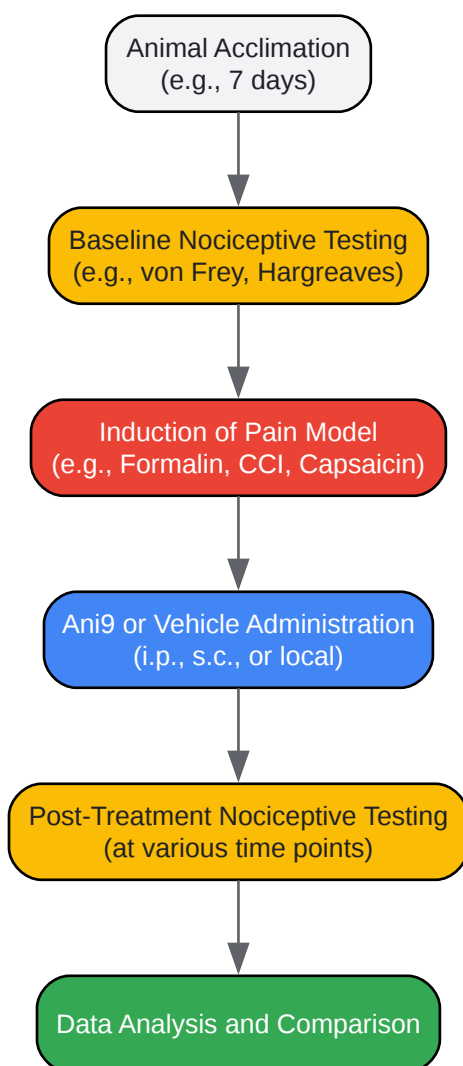 Animal Acclimation
(e.g., 7 days)
Baseline Nociceptive Testing
(e.g., von Frey, Hargreaves)
Induction of Pain Model
(e.g., Formalin, CCI, Capsaicin)
Ani9 or Vehicle Administration
(i.p., s.c., or local)
Post-Treatment Nociceptive Testing
(at various time points)
Data Analysis and Comparison